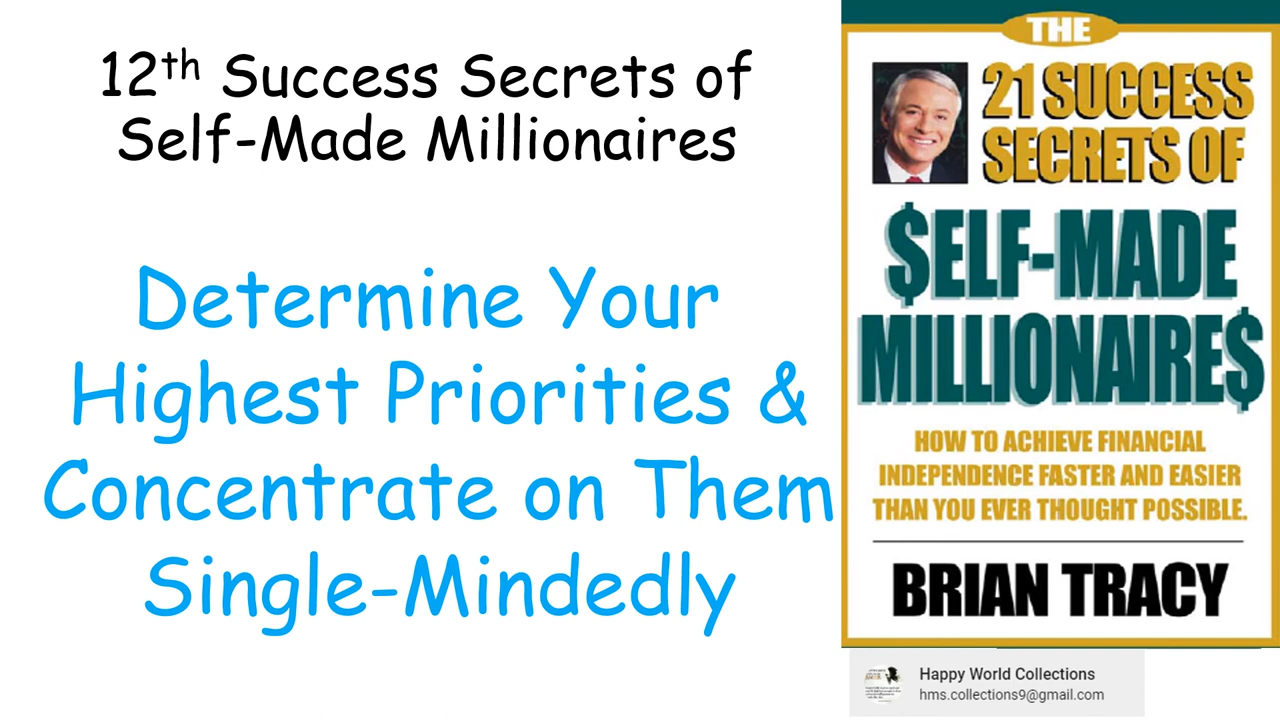 12th Success Secrets of
Self-Made Millionaires
Determine Your
Highest Priorities &
Concentrate on Them
Single-Mindedly
THE
21 SUCCESS
SECRETS OF
$ELF-MADE
MILLIONAIRE$
HOW TO ACHIEVE FINANCIAL
INDEPENDENCE FASTER AND EASIER
THAN YOU EVER THOUGHT POSSIBLE.
BRIAN TRACY
Happy World Collections
hms.collections9@gmail.com